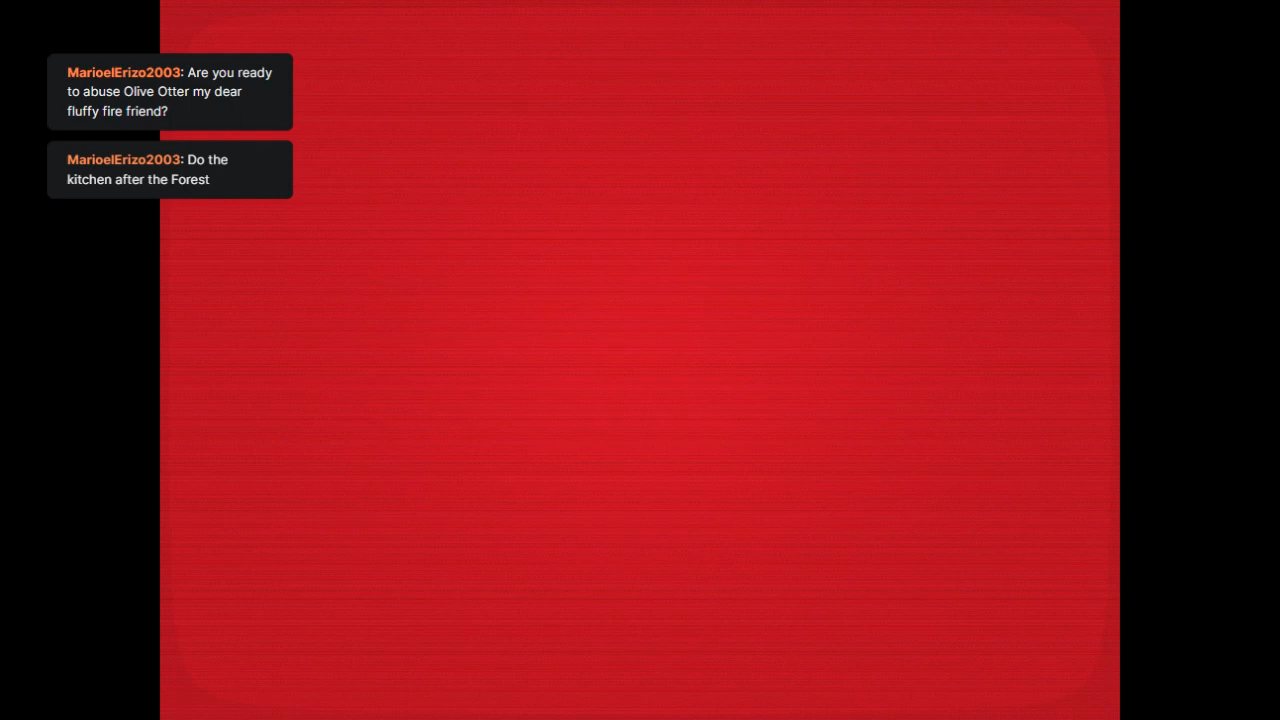 MarioelErizo2003: Are you ready
to abuse Olive Otter my dear
fluffy fire friend?
MarioelErizo2003: Do the
kitchen after the Forest